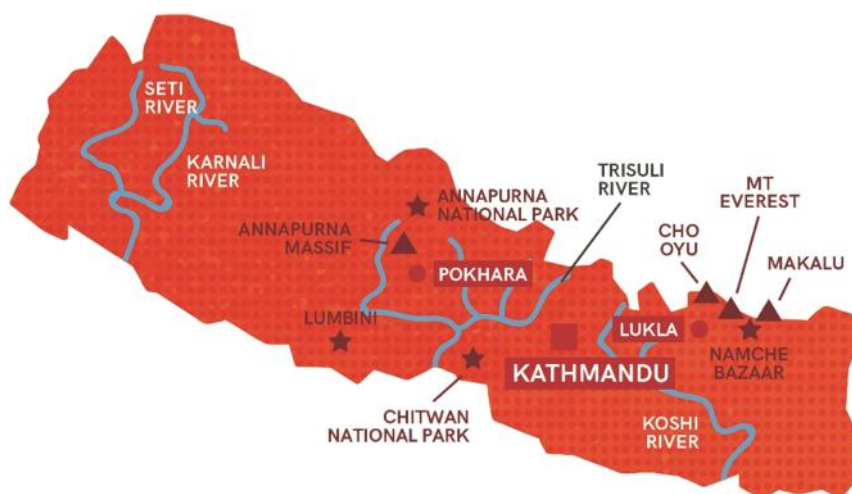 SETI
RIVER
KARNALI
RIVER
TRISULI
RIVER
MT
EVEREST
ANNAPURNA
NATIONAL PARK
ANNAPURNA
MASSIF
CHO
OYU
MAKALU
POKHARA
LUMBINI
LUKLA
NAMCHE
BAZAAR
KATHMANDU
CHITWAN
NATIONAL PARK
KOSHI
RIVER